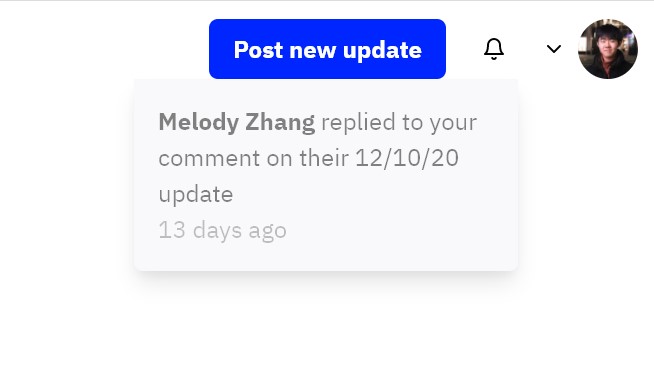 Post new update
Melody Zhang replied to your
comment on their 12/10/20
update
13 days ago